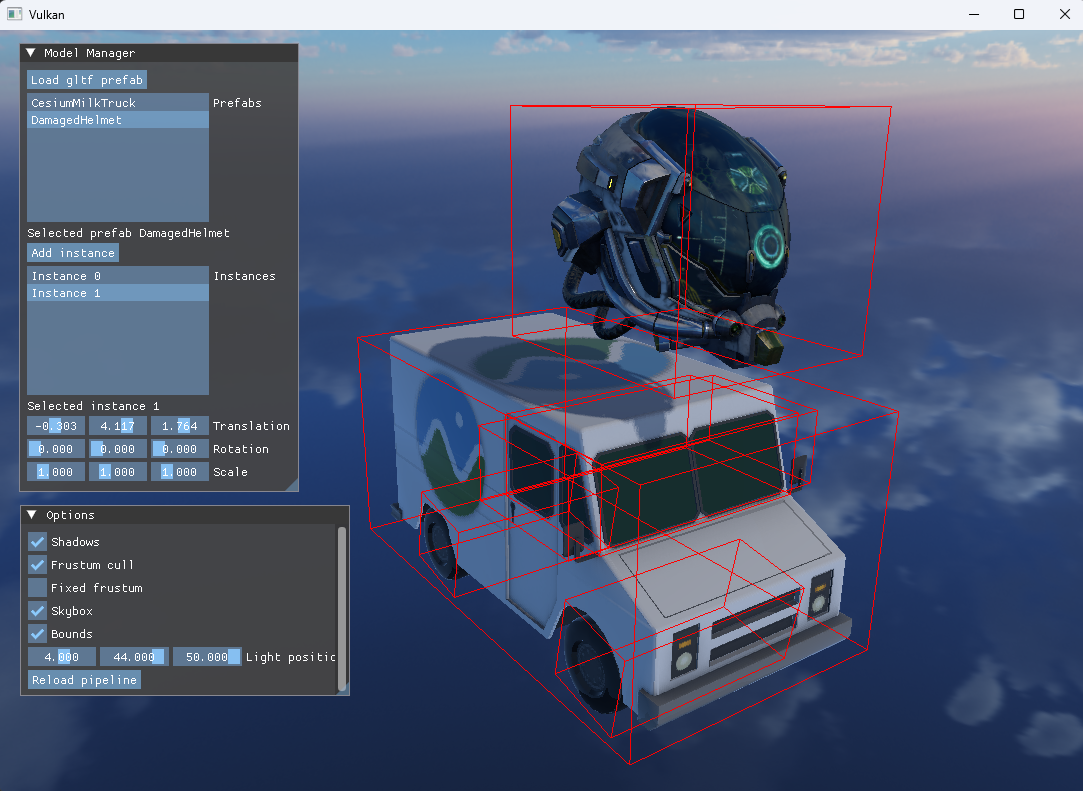 Vulkan
Model Manager
Load gltf prefab
CesiumMilkTruck
DamagedHelmet
Prefabs
Selected prefab DamagedHelmet
Add instance
Instance 0
Instance 1
Instances
Selected instance 1
-0.303 4.117 1.764 Translation
0.000 0.000 0.000 Rotation
1.000 1.000 1.000 Scale
Options
Shadows
Frustum cull
Fixed frustum
Skybox
Bounds
4.000 44.000 50.000 Light positic
Reload pipeline